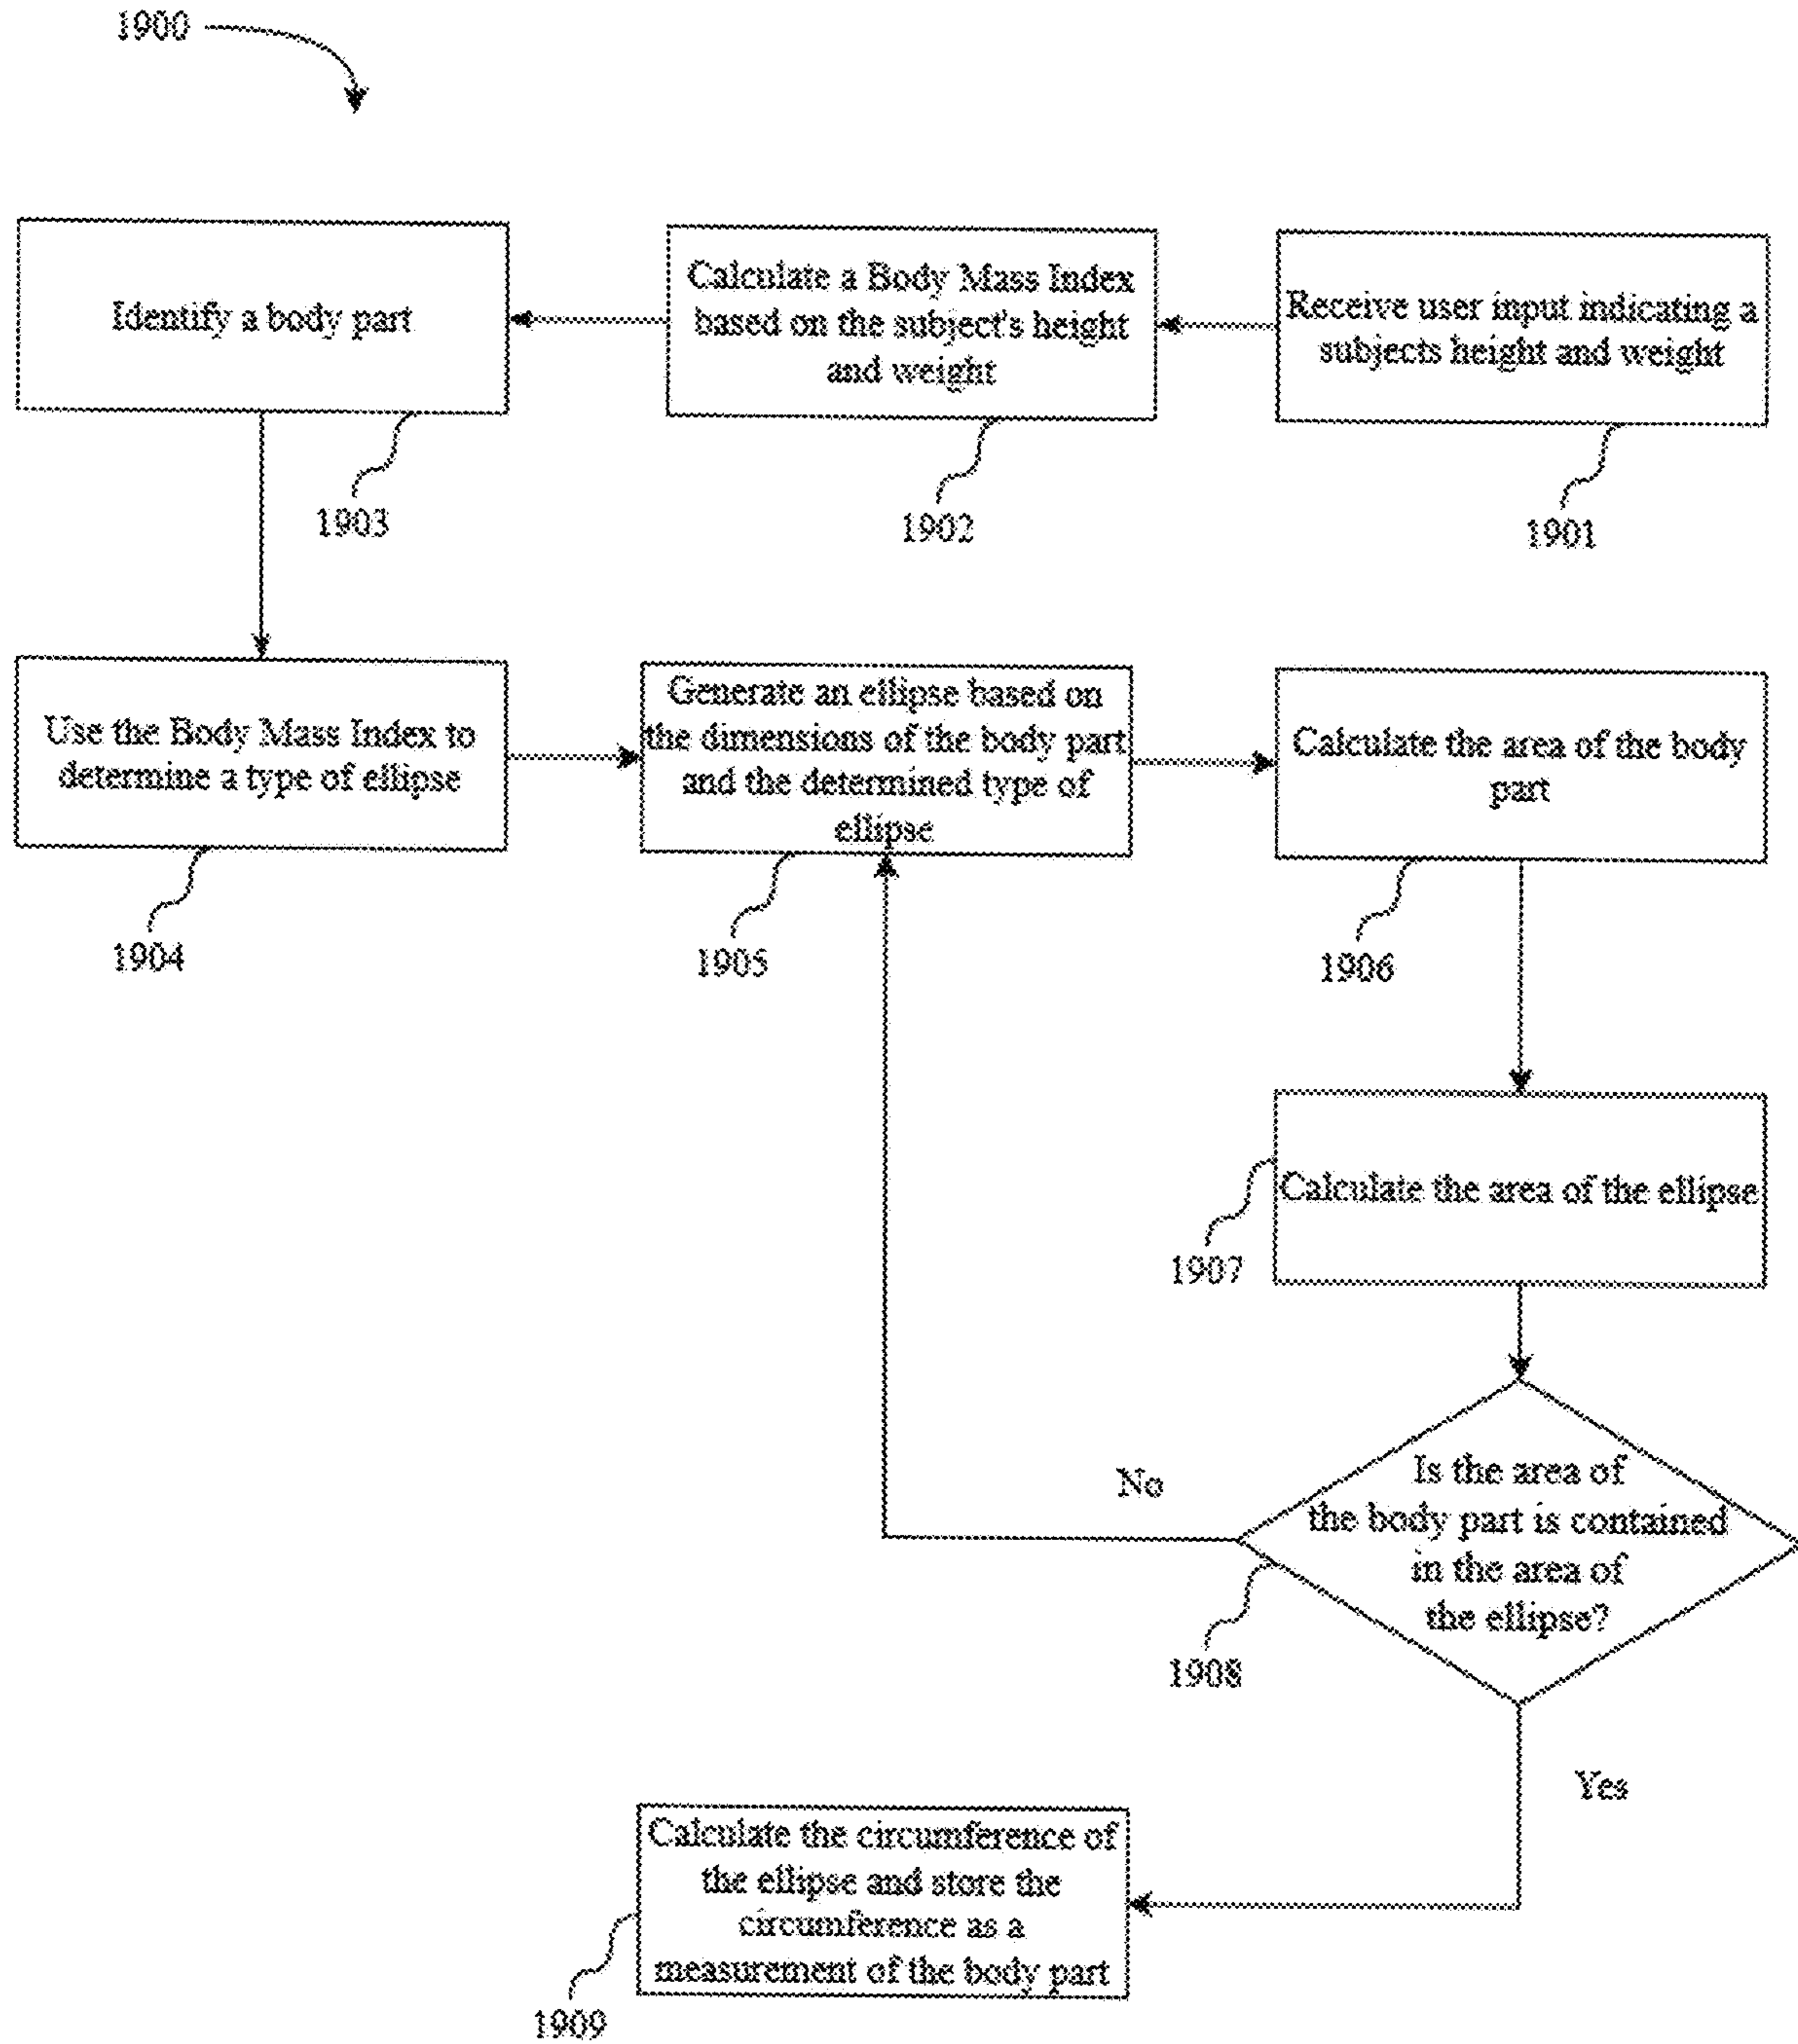 1900
Identify a body part
1903
Calculate a Body Mass Index
based on the subject's height
and weight
1902
Receive user input indicating a
subjects height and weight
1901
Use the Body Mass Index to
determine a type of ellipse
1904
Generate an ellipse based on
the dimensions of the body part
and the determined type of
ellipse
1905
Calculate the area of the body
part
1906
Calculate the area of the ellipse
1907
Is the area of
the body part is contained
in the area of
the ellipse?
1908
No
Yes
Calculate the circumference of
the ellipse and store the
circumference as a
measurement of the body part
1909